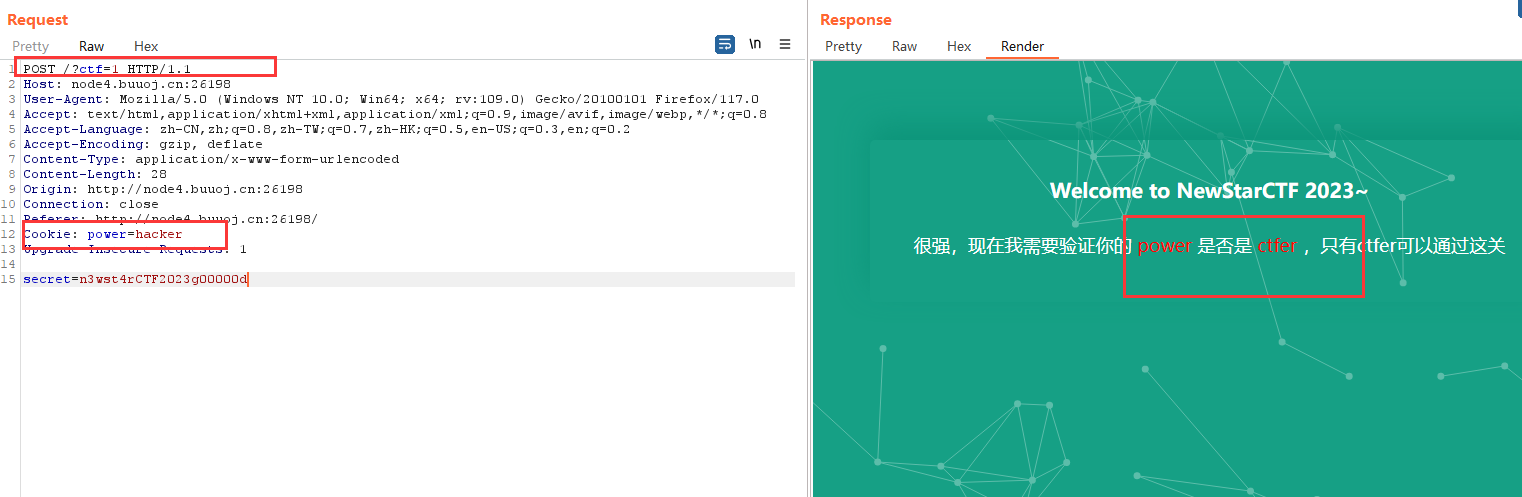 Request
Pretty Raw Hex
\n
1 POST /?ctf=1 HTTP/1.1
2 Host: node4.buuoj.cn:26198
3 User-Agent: Mozilla/5.0 (Windows NT 10.0; Win64; x64; rv:109.0) Gecko/20100101 Firefox/117.0
4 Accept: text/html,application/xhtml+xml,application/xml;q=0.9,image/avif,image/webp,*/*;q=0.8
5 Accept-Language: zh-CN,zh;q=0.8,zh-TW;q=0.7,zh-HK;q=0.5,en-US;q=0.3,en;q=0.2
6 Accept-Encoding: gzip, deflate
7 Content-Type: application/x-www-form-urlencoded
8 Content-Length: 28
9 Origin: http://node4.buuoj.cn:26198
10 Connection: close
11 Referer: http://node4.buuoj.cn:26198/
12 Cookie: power=hacker
13 Upgrade-Insecure-Requests: 1
14
15 secret=n3wst4rCTF2023g00000d
Response
Pretty Raw Hex Render
Welcome to NewStarCTF 2023~
很强，现在我需要验证你的 power 是否是 ctfer ，只有ctfer可以通过这关